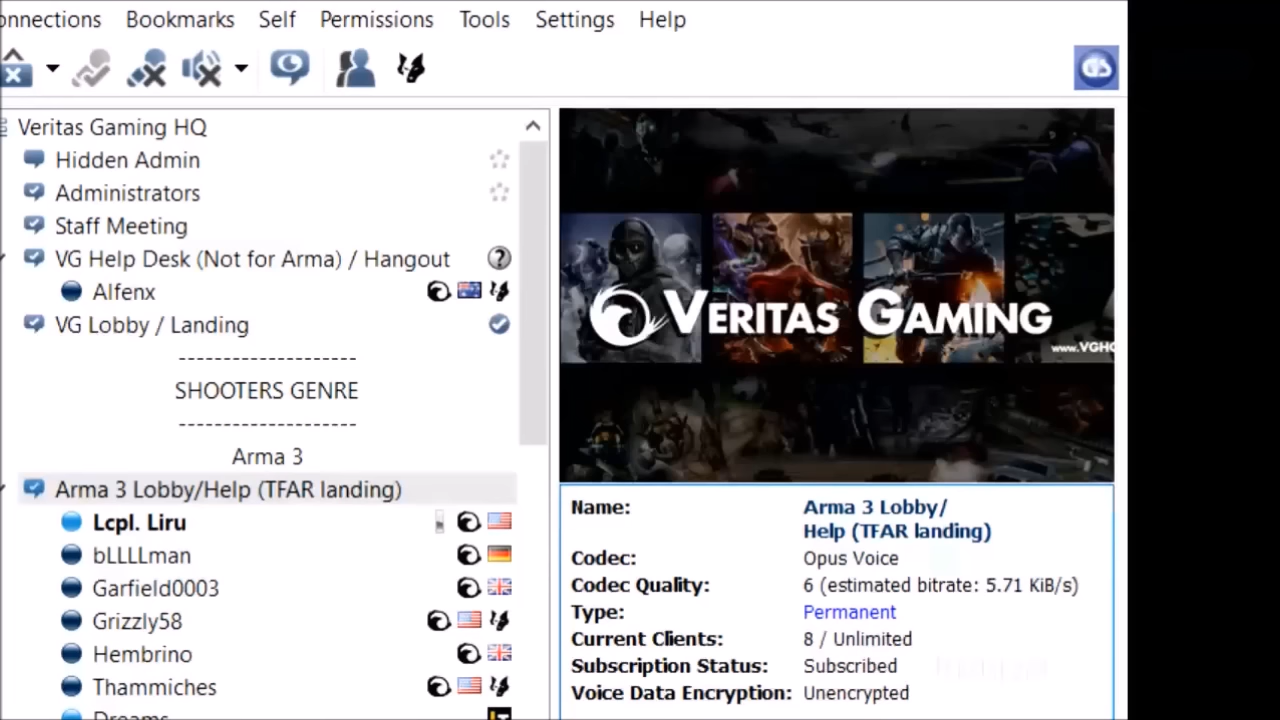 onnections Bookmarks Self Permissions Tools Settings Help
Veritas Gaming HQ
Hidden Admin
Administrators
Staff Meeting
VG Help Desk (Not for Arma) / Hangout
Alfenx
VG Lobby / Landing
-------------------
SHOOTERS GENRE
-------------------
Arma 3
Arma 3 Lobby/Help (TFAR landing)
Lcpl. Liru
bLLLLman
Garfield0003
Grizzly58
Hembrino
Thammiches
Dreams
VERITAS GAMING
www.VGHQ
Name: Arma 3 Lobby/
Help (TFAR landing)
Codec: Opus Voice
Codec Quality: 6 (estimated bitrate: 5.71 KiB/s)
Type: Permanent
Current Clients: 8 / Unlimited
Subscription Status: Subscribed
Voice Data Encryption: Unencrypted